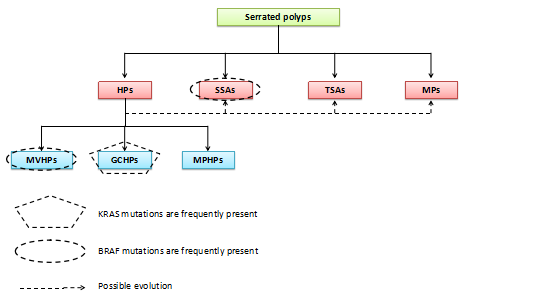 Serrated polyps
HPs
SSAs
TSAs
MPs
MVHPs
GCHPs
MPHPs
KRAS mutations are frequently present
BRAF mutations are frequently present
Possible evolution